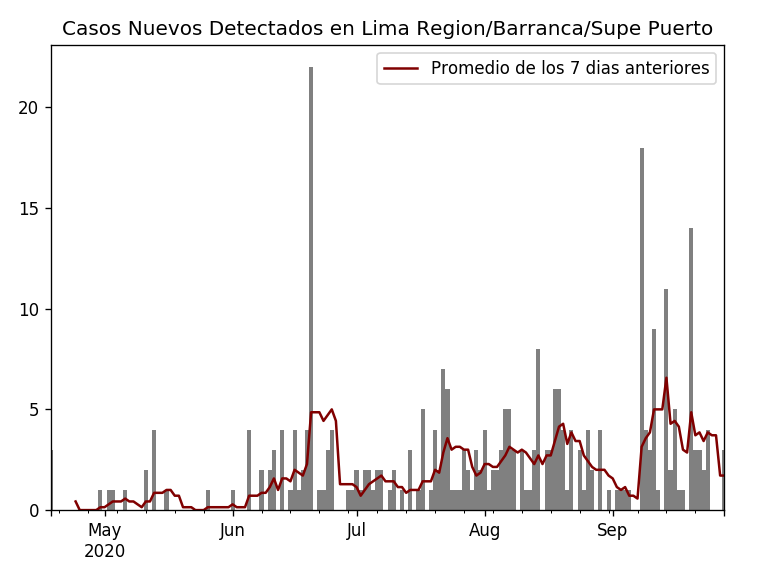 Casos Nuevos Detectados en Lima Region/Barranca/Supe Puerto
Promedio de los 7 dias anteriores
20
15
10
5
0
May Jun Jul Aug Sep
2020